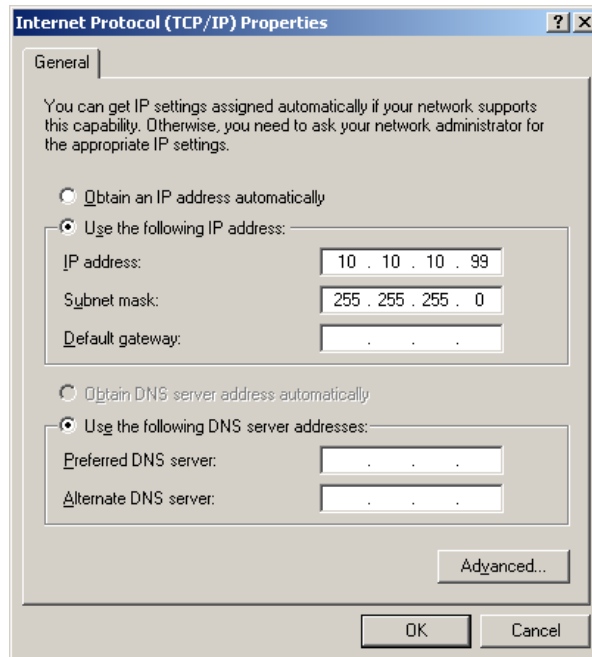 Internet Protocol (TCP/IP) Properties
General
You can get IP settings assigned automatically if your network supports
this capability. Otherwise, you need to ask your network administrator for
the appropriate IP settings.
Obtain an IP address automatically
Use the following IP address:
IP address: 10 . 10 . 10 . 99
Subnet mask: 255 . 255 . 255 . 0
Default gateway: . . .
Obtain DNS server address automatically
Use the following DNS server addresses:
Preferred DNS server: . . .
Alternate DNS server: . . .
Advanced...
OK Cancel